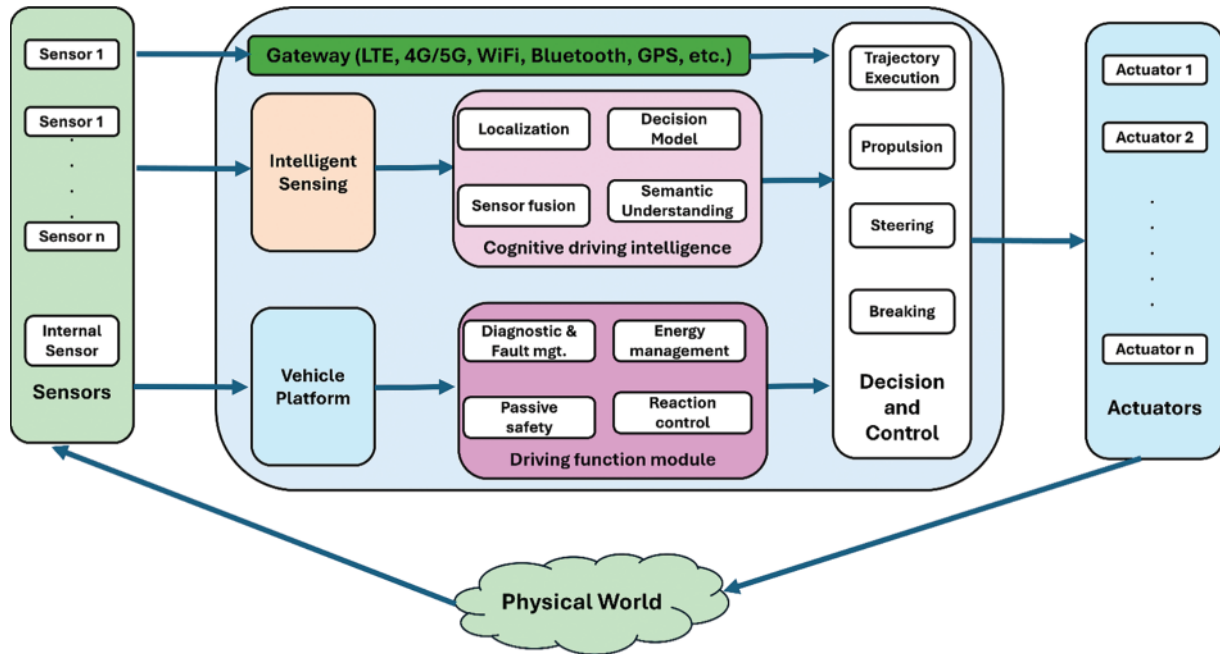 Sensor 1
Sensor 1
Sensor n
Internal
Sensor
Sensors
Gateway (LTE, 4G/5G, WiFi, Bluetooth, GPS, etc.)
Intelligent
Sensing
Localization
Decision
Model
Sensor fusion
Semantic
Understanding
Cognitive driving intelligence
Vehicle
Platform
Diagnostic &
Fault mgt.
Energy
management
Passive
safety
Reaction
control
Driving function module
Trajectory
Execution
Propulsion
Steering
Breaking
Decision
and
Control
Actuator 1
Actuator 2
Actuator n
Actuators
Physical World